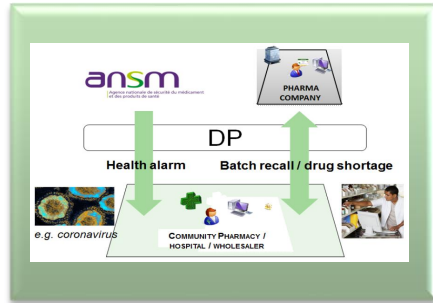 ansm
Agence nationale de sécurité du médicament
et des produits de santé
PHARMA
COMPANY
DP
Health alarm
Batch recall / drug shortage
e.g. coronavirus
COMMUNITY PHARMACY /
HOSPITAL / WHOLESALER